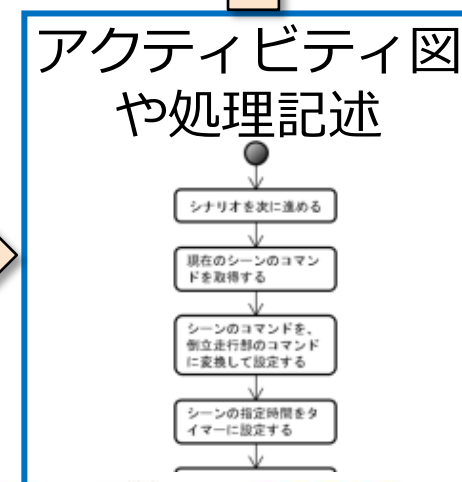 アクティビティ図
や処理記述
シナリオを次に進める
現在のシーンのコマン
ドを取得する
シーンのコマンドを、
倒立走行部のコマンド
に変換して設定する
シーンの指定時間をタ
イマーに設定する